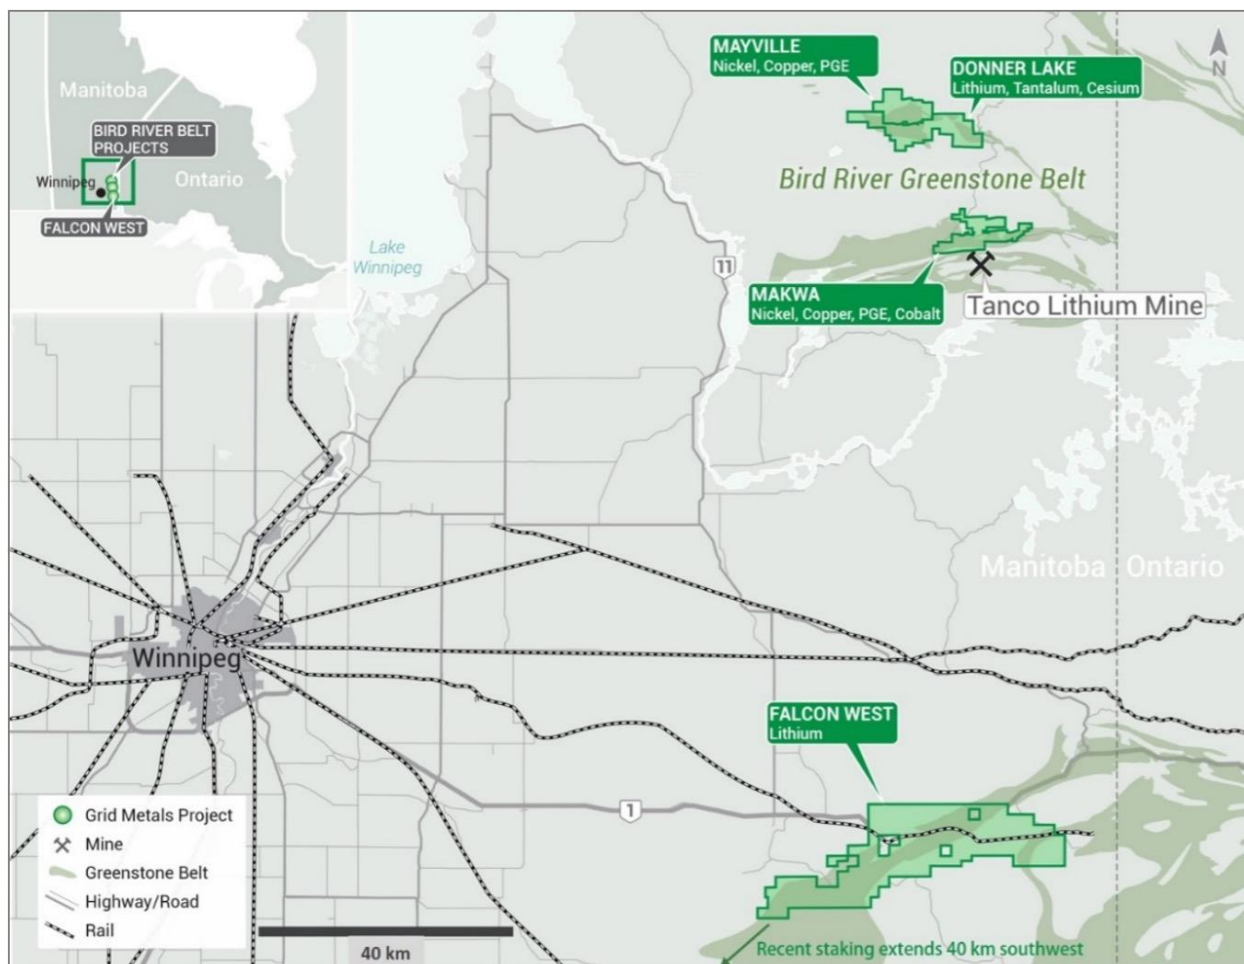 Manitoba
BIRD RIVER BELT
PROJECTS
Winnipeg
Ontario
FALCON WEST
MAYVILLE
Nickel, Copper, PGE
DONNER LAKE
Lithium, Tantalum, Cesium
N
Bird River Greenstone Belt
Lake
Winnipeg
11
MAKWA
Nickel, Copper, PGE, Cobalt
Tanco Lithium Mine
Manitoba Ontario
Winnipeg
FALCON WEST
Lithium
1
Grid Metals Project
Mine
Greenstone Belt
Highway/Road
Rail
40 km
Recent staking extends 40 km southwest